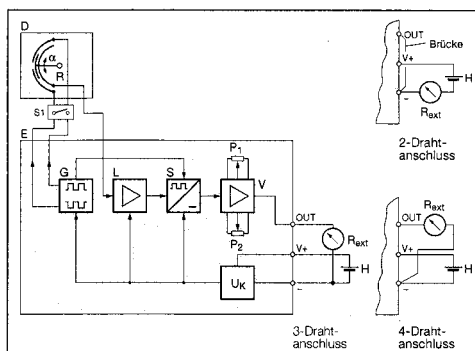 D
α
R
S1
E
G
L
S
P1
V
P2
UK
OUT
V+
–
Rext
H
3-Draht-
anschluss
OUT
Brücke
V+
–
Rext
H
2-Draht-
anschluss
OUT
Rext
V+
–
H
4-Draht-
anschluss